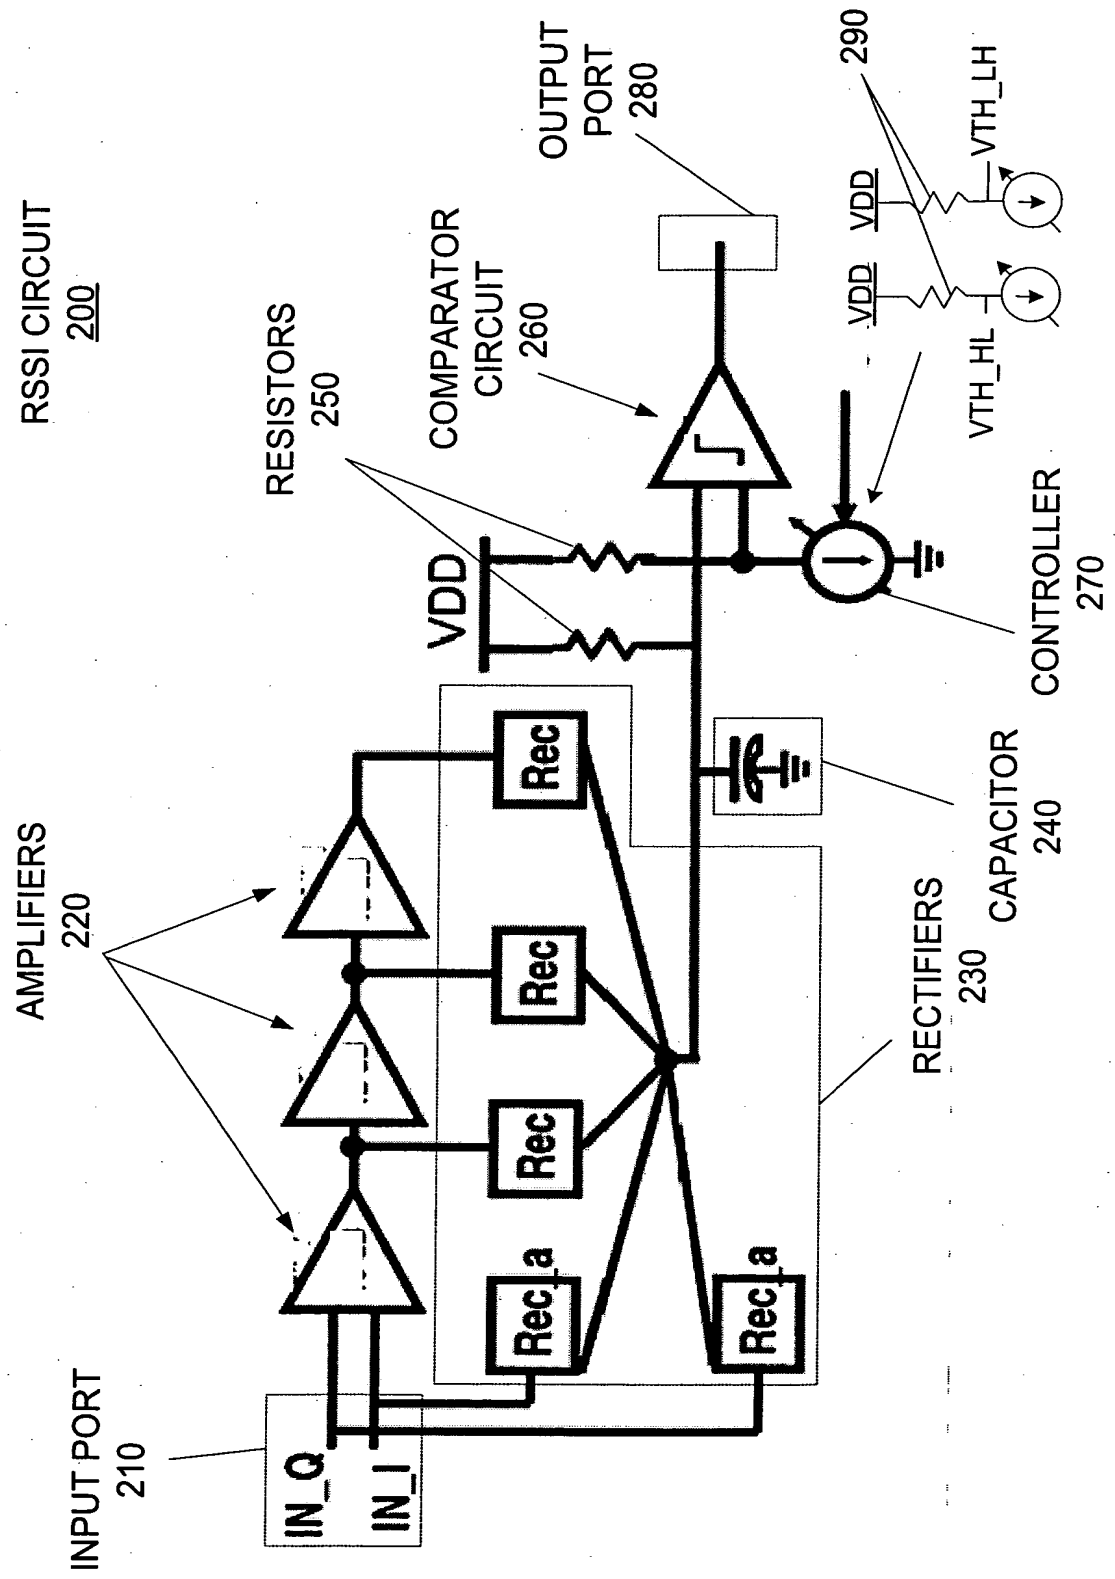 RSSI CIRCUIT
200
INPUT PORT
210
IN_Q
IN_I
AMPLIFIERS
220
Rec_a
Rec
Rec
Rec
Rec_a
RECTIFIERS
230
CAPACITOR
240
VDD
RESISTORS
250
COMPARATOR
CIRCUIT
260
CONTROLLER
270
OUTPUT
PORT
280
290
VDD
VDD
VTH_HL
VTH_LH